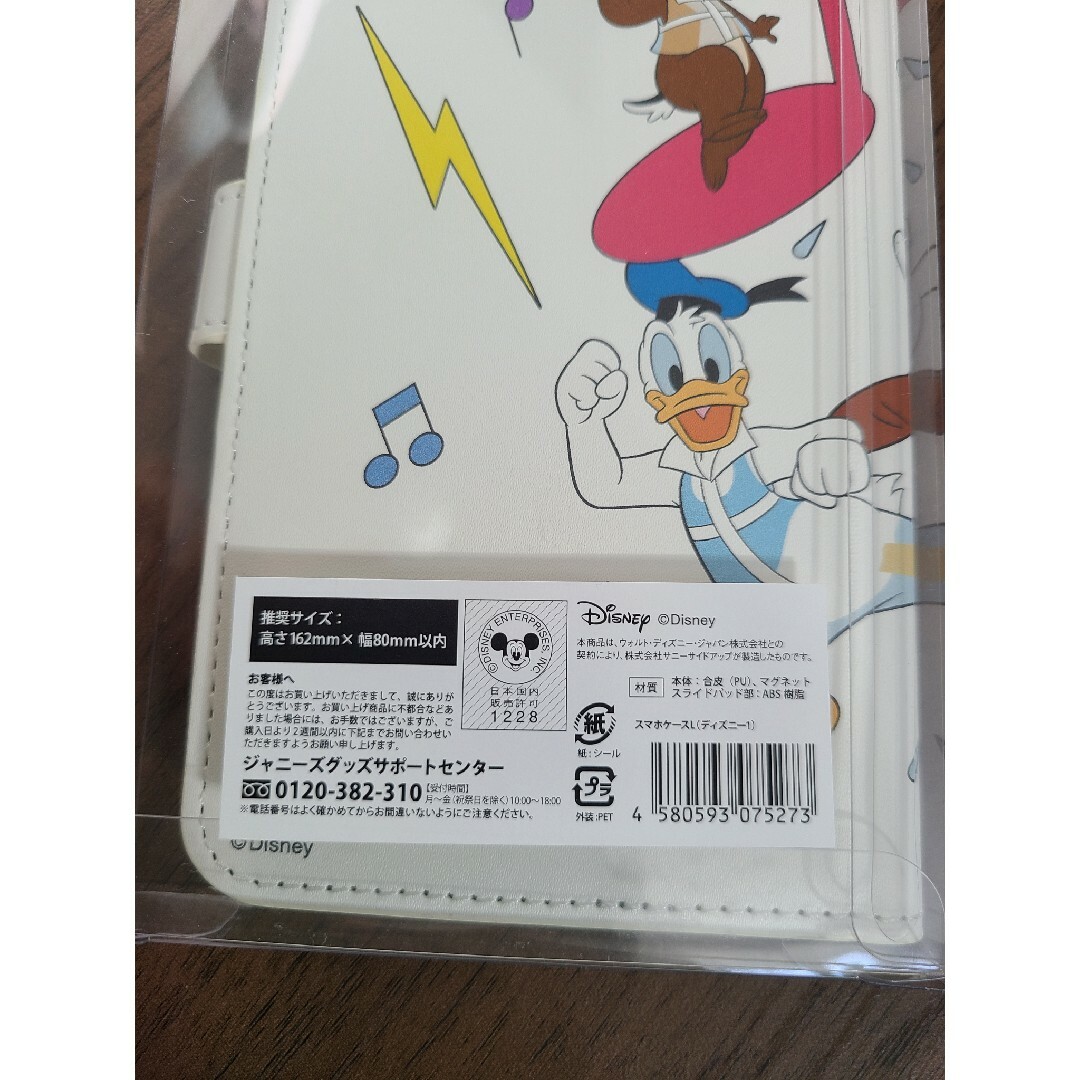 推奨サイズ：
高さ162mm× 幅80mm以内
お客様へ
この度はお買い上げいただきまして、誠にありが
とうございます。お買い上げ商品に不都合などあ
りました場合には、お手数ではございますが、ご
購入日より2週間以内に下記までお問い合わせい
ただきますようお願い申し上げます。
ジャニーズグッズサポートセンター
0120-382-310【受付時間】
月〜金（祝祭日を除く）10:00〜18:00
※電話番号はよく確かめてからお間違いないようにご注意ください。
©DISNEY ENTERPRISES, INC.
日本国内
販売許可
1228
Disney ©Disney
本商品は、ウォルト・ディズニー・ジャパン株式会社との
契約により、株式会社サニーサイドアップが製造したものです。
材質 本体：合皮（PU）、マグネット
スライドパッド部：ABS 樹脂
紙
紙：シール
プラ
外装：PET
スマホケースL（ディズニー1）
4 580593 075273
©Disney